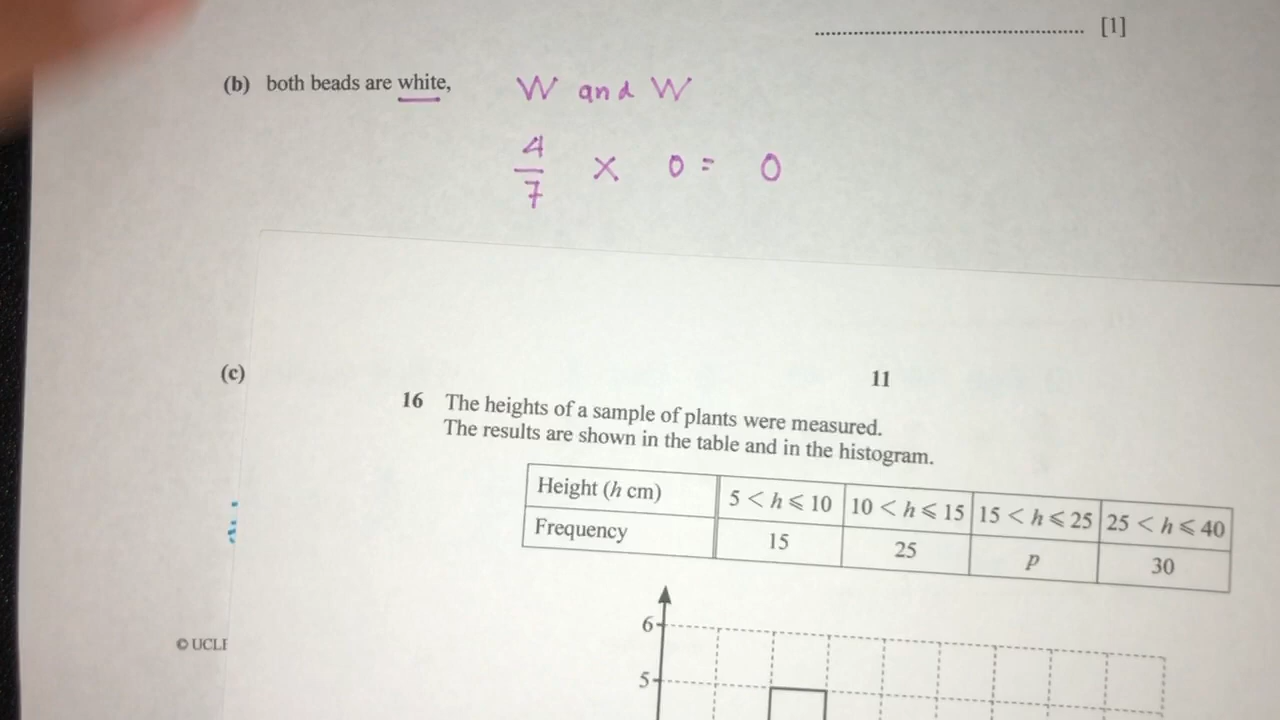 [1]
(b) both beads are white, W and W
4/7 × 0 = 0
(c)
11
16 The heights of a sample of plants were measured.
The results are shown in the table and in the histogram.
Height (h cm) 5 < h ⩽ 10 10 < h ⩽ 15 15 < h ⩽ 25 25 < h ⩽ 40
Frequency 15 25 p 30
6
© UCL
5